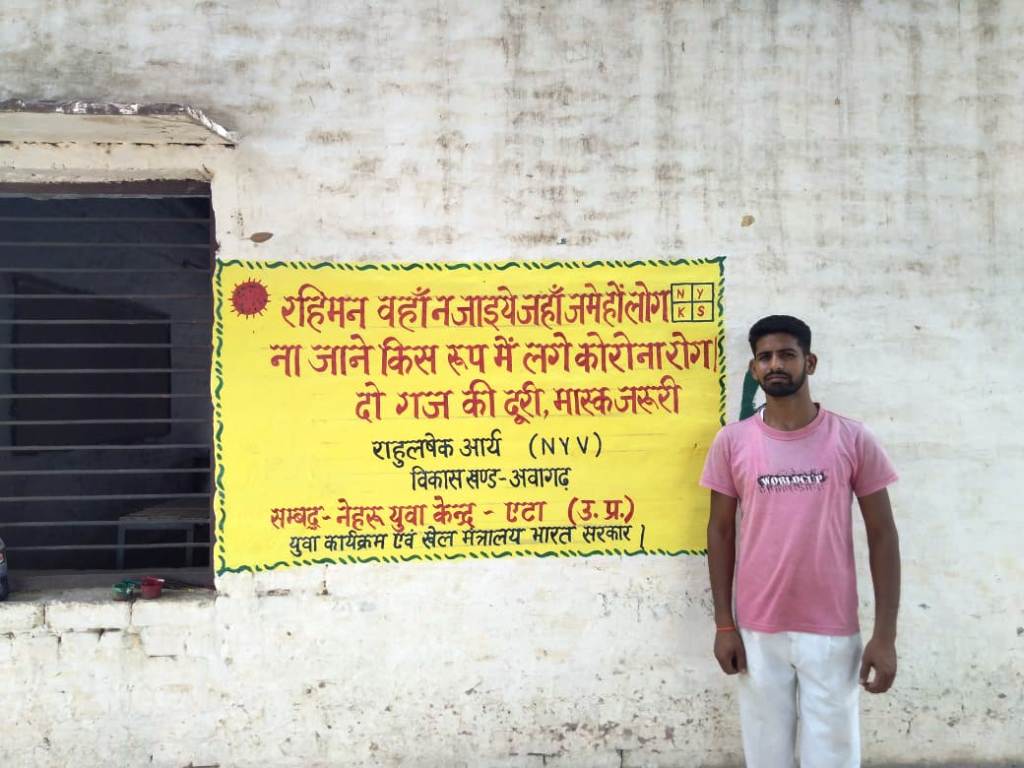 रहिमन वहाँ न जाइये जहाँ जमे हों लोग
N Y
K S
ना जाने किस रूप में लगे कोरोना रोग।
दो गज की दूरी, मास्क जरूरी
राहुलषेक आर्य (NYV)
विकास खण्ड-अवागढ़
सम्बद्ध-नेहरू युवा केन्द्र - एटा (उ.प्र.)
युवा कार्यक्रम एवं खेल मंत्रालय भारत सरकार।
WORLDCUP